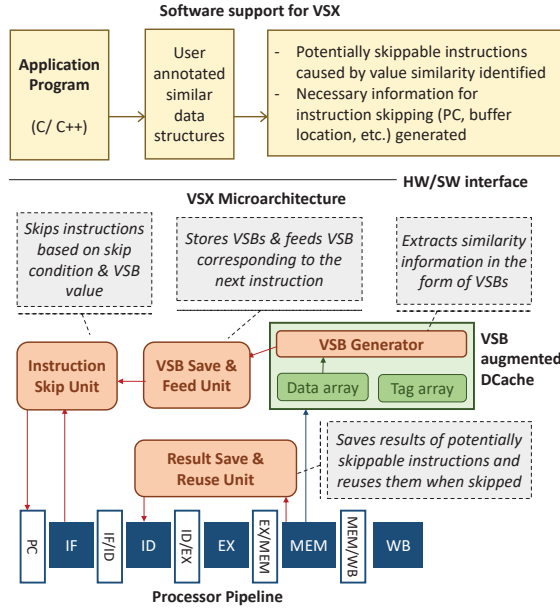 Software support for VSX
Application
Program
(C/ C++)
User
annotated
similar
data
structures
- Potentially skippable instructions
caused by value similarity identified
- Necessary information for
instruction skipping (PC, buffer
location, etc.) generated
HW/SW interface
VSX Microarchitecture
Skips instructions
based on skip
condition & VSB
value
Stores VSBs & feeds VSB
corresponding to the
next instruction
Extracts similarity
information in the
form of VSBs
Instruction
Skip Unit
VSB Save &
Feed Unit
VSB Generator
Data array
Tag array
VSB
augmented
DCache
Result Save &
Reuse Unit
Saves results of potentially
skippable instructions and
reuses them when skipped
PC
IF
IF/ID
ID
ID/EX
EX
EX/MEM
MEM
MEM/WB
WB
Processor Pipeline